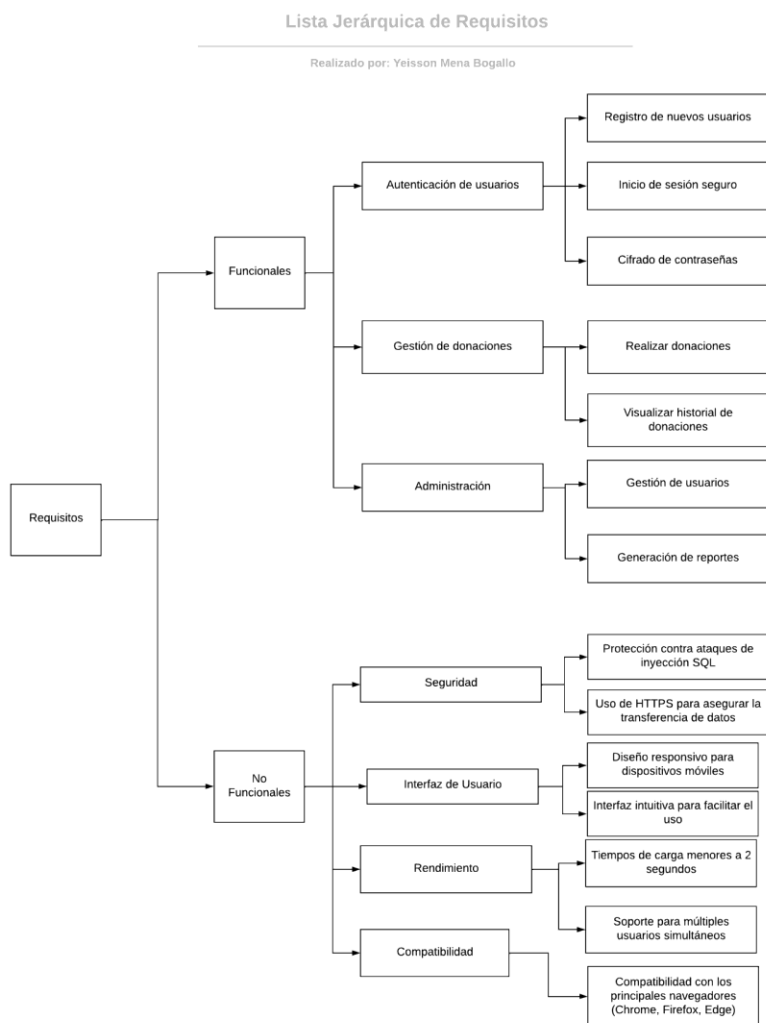 Lista Jerárquica de Requisitos
Realizado por: Yeisson Mena Bogallo
Registro de nuevos usuarios
Autenticación de usuarios
Inicio de sesión seguro
Cifrado de contraseñas
Funcionales
Gestión de donaciones
Realizar donaciones
Visualizar historial de
donaciones
Administración
Gestión de usuarios
Generación de reportes
Requisitos
Seguridad
Protección contra ataques de
inyección SQL
Uso de HTTPS para asegurar la
transferencia de datos
No
Funcionales
Interfaz de Usuario
Diseño responsivo para
dispositivos móviles
Interfaz intuitiva para facilitar el
uso
Rendimiento
Tiempos de carga menores a 2
segundos
Soporte para múltiples
usuarios simultáneos
Compatibilidad
Compatibilidad con los
principales navegadores
(Chrome, Firefox, Edge)